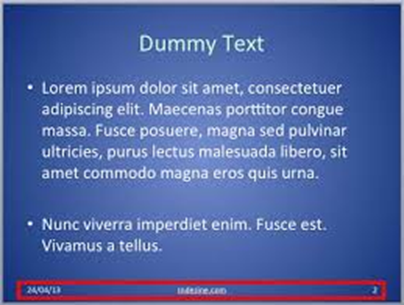 Dummy Text
• Lorem ipsum dolor sit amet, consectetuer
adipiscing elit. Maecenas porttitor congue
massa. Fusce posuere, magna sed pulvinar
ultricies, purus lectus malesuada libero, sit
amet commodo magna eros quis urna.
• Nunc viverra imperdiet enim. Fusce est.
Vivamus a tellus.
24/04/13
2